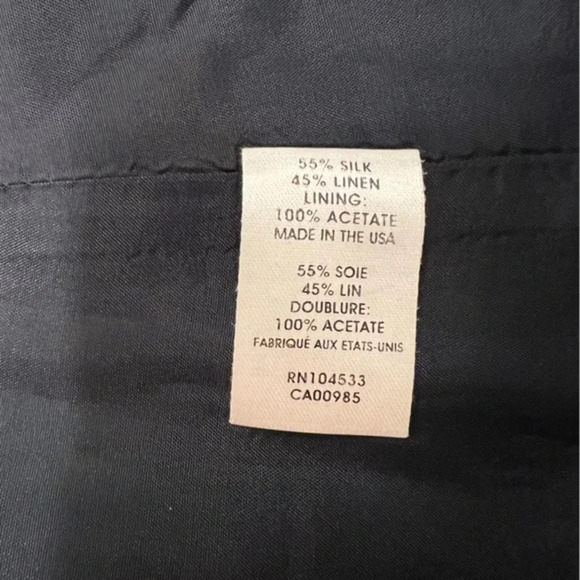 55% SILK
45% LINEN
LINING:
100% ACETATE
MADE IN THE USA
55% SOIE
45% LIN
DOUBLURE:
100% ACETATE
FABRIQUÉ AUX ETATS-UNIS
RN104533
CA00985